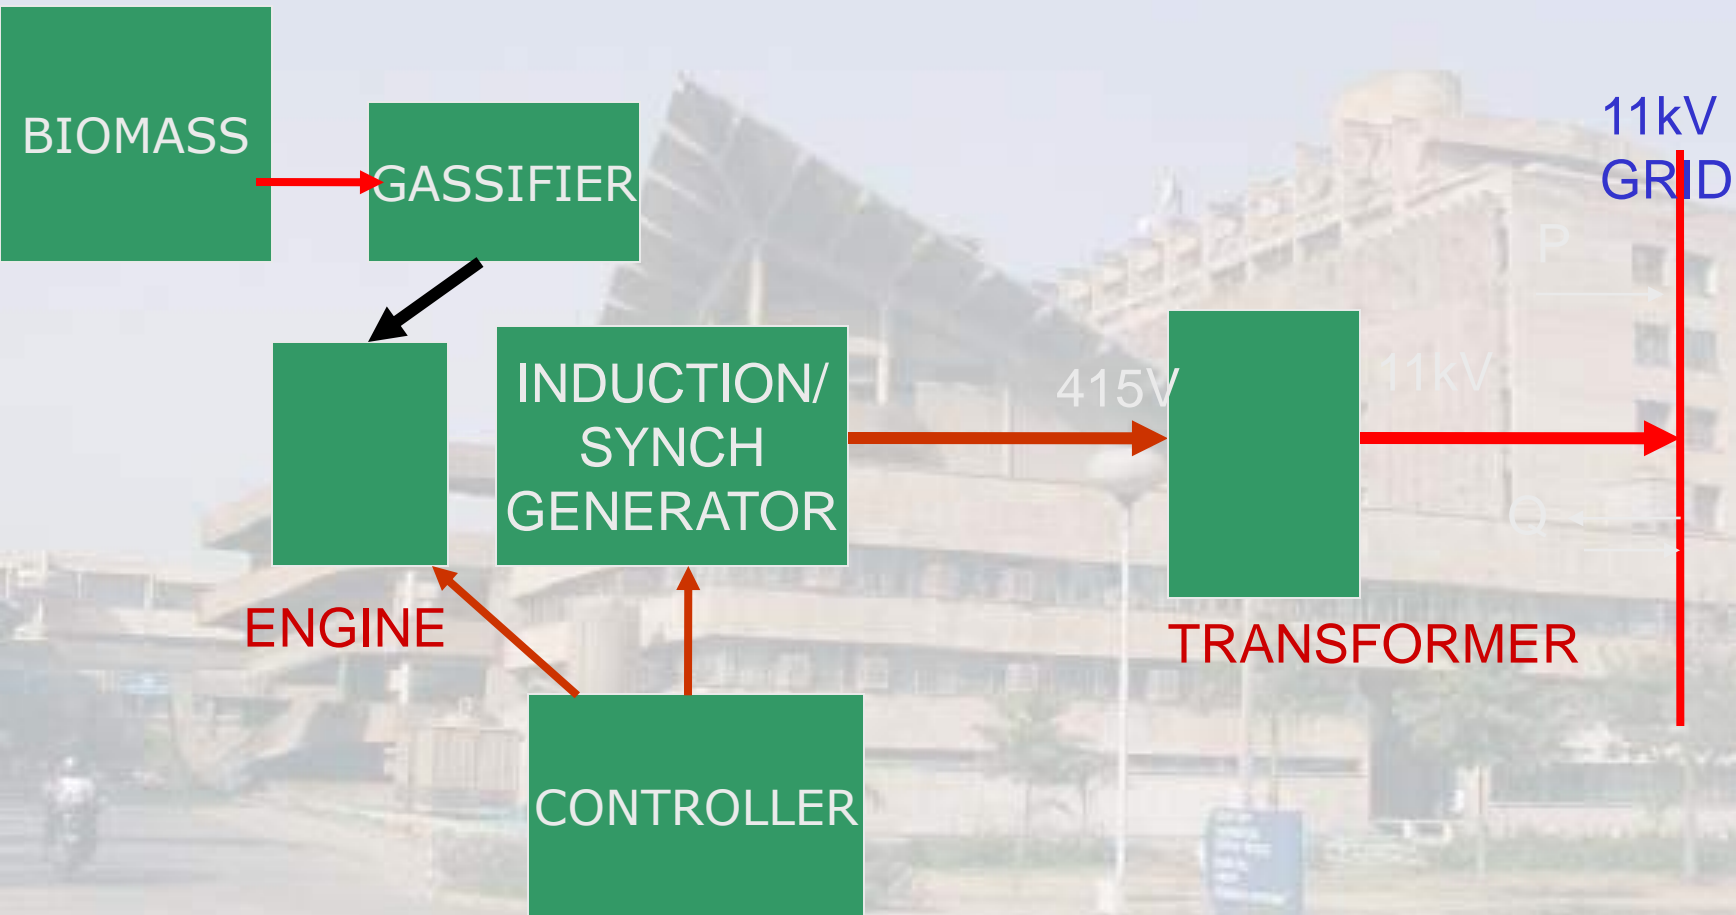 BIOMASS
GASSIFIER
11kV
GRID
P
INDUCTION/
SYNCH
GENERATOR
415V
11kV
Q
ENGINE
TRANSFORMER
CONTROLLER